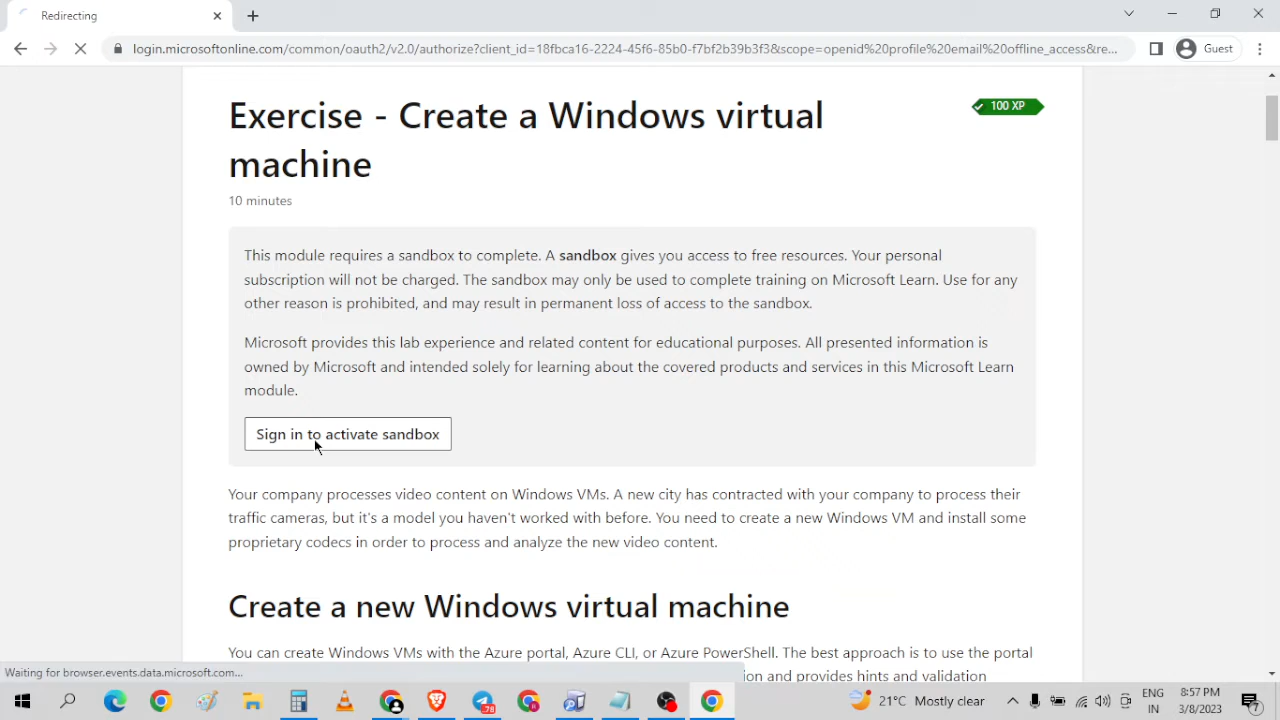 Redirecting
login.microsoftonline.com/common/oauth2/v2.0/authorize?client_id=18fbca16-2224-45f6-85b0-f7bf2b39b3f3&scope=openid%20profile%20email%20offline_access&re...
Guest
Exercise - Create a Windows virtual
machine
100 XP
10 minutes
This module requires a sandbox to complete. A sandbox gives you access to free resources. Your personal
subscription will not be charged. The sandbox may only be used to complete training on Microsoft Learn. Use for any
other reason is prohibited, and may result in permanent loss of access to the sandbox.
Microsoft provides this lab experience and related content for educational purposes. All presented information is
owned by Microsoft and intended solely for learning about the covered products and services in this Microsoft Learn
module.
Sign in to activate sandbox
Your company processes video content on Windows VMs. A new city has contracted with your company to process their
traffic cameras, but it's a model you haven't worked with before. You need to create a new Windows VM and install some
proprietary codecs in order to process and analyze the new video content.
Create a new Windows virtual machine
You can create Windows VMs with the Azure portal, Azure CLI, or Azure PowerShell. The best approach is to use the portal
ion and provides hints and validation
Waiting for browser.events.data.microsoft.com...
78
21°C Mostly clear
ENG
IN
8:57 PM
3/8/2023
7